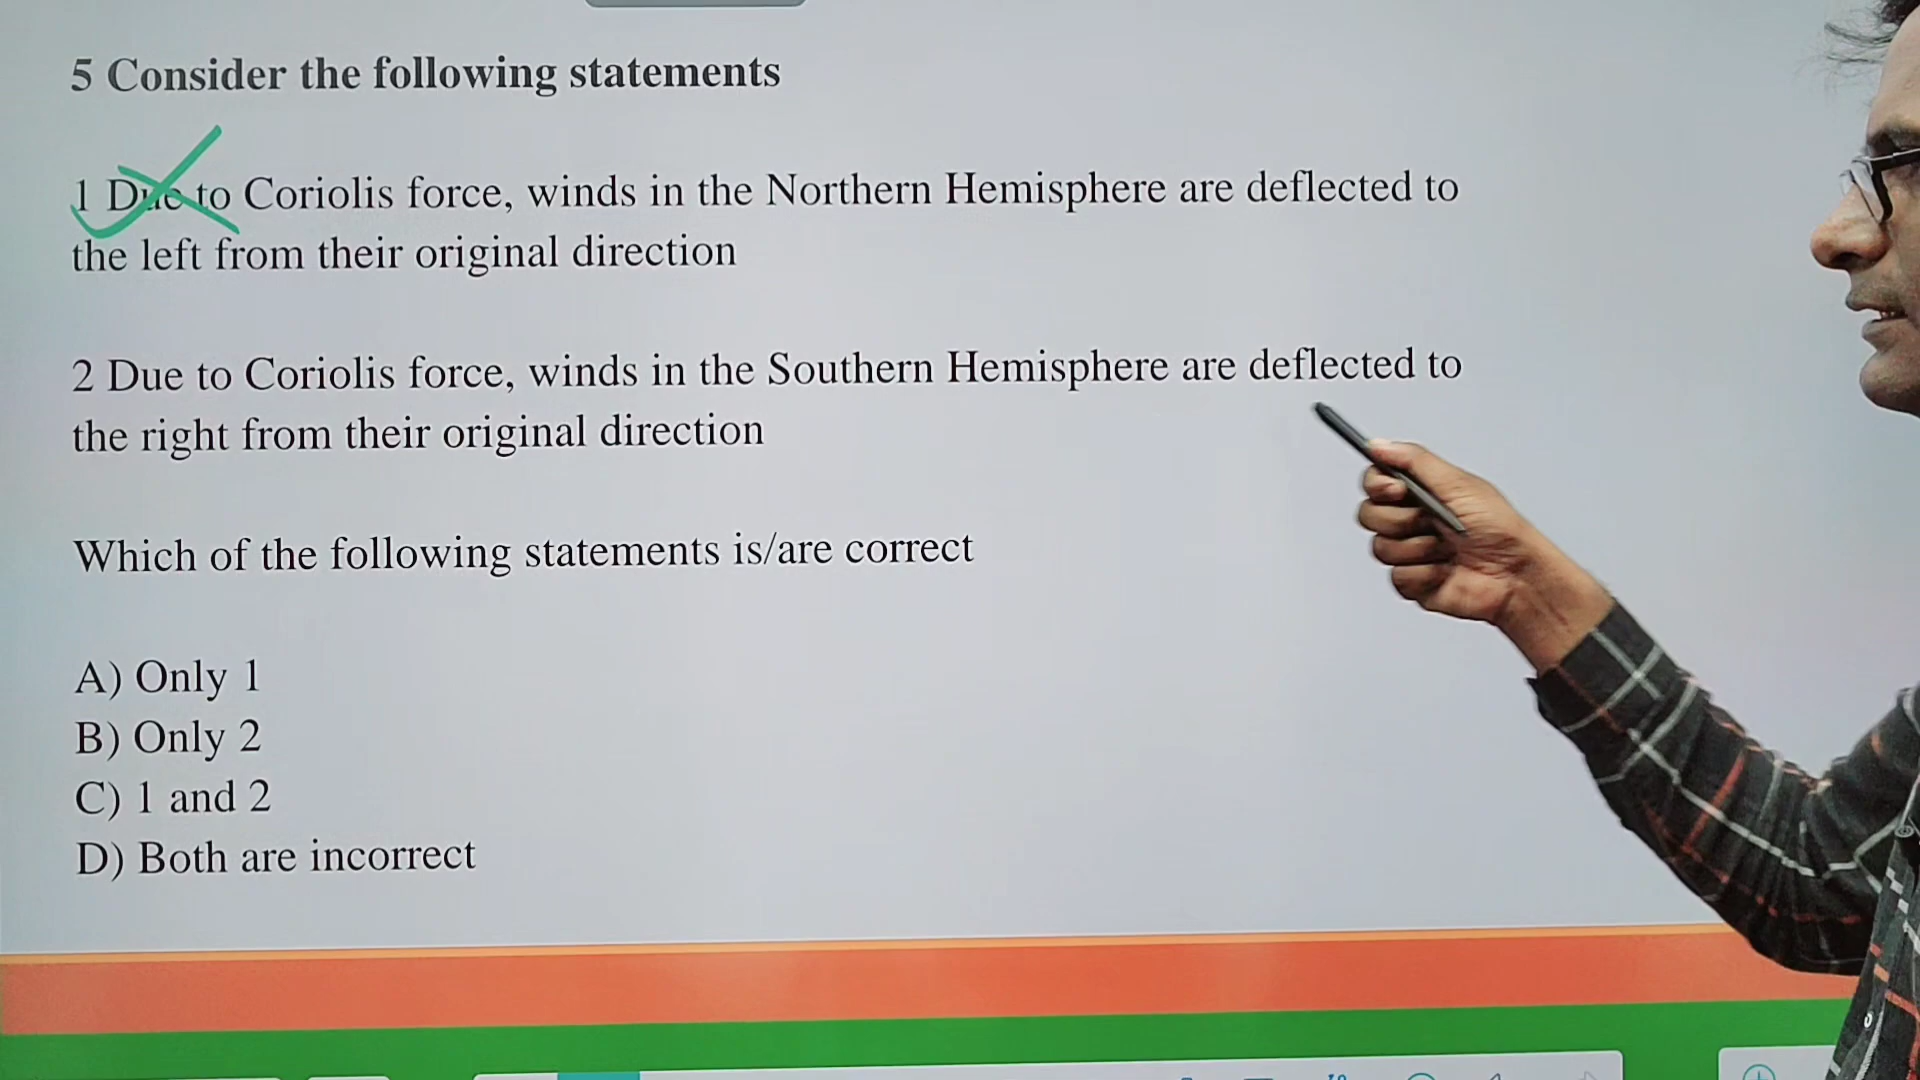 5 Consider the following statements
1 Due to Coriolis force, winds in the Northern Hemisphere are deflected to
the left from their original direction
2 Due to Coriolis force, winds in the Southern Hemisphere are deflected to
the right from their original direction
Which of the following statements is/are correct
A) Only 1
B) Only 2
C) 1 and 2
D) Both are incorrect